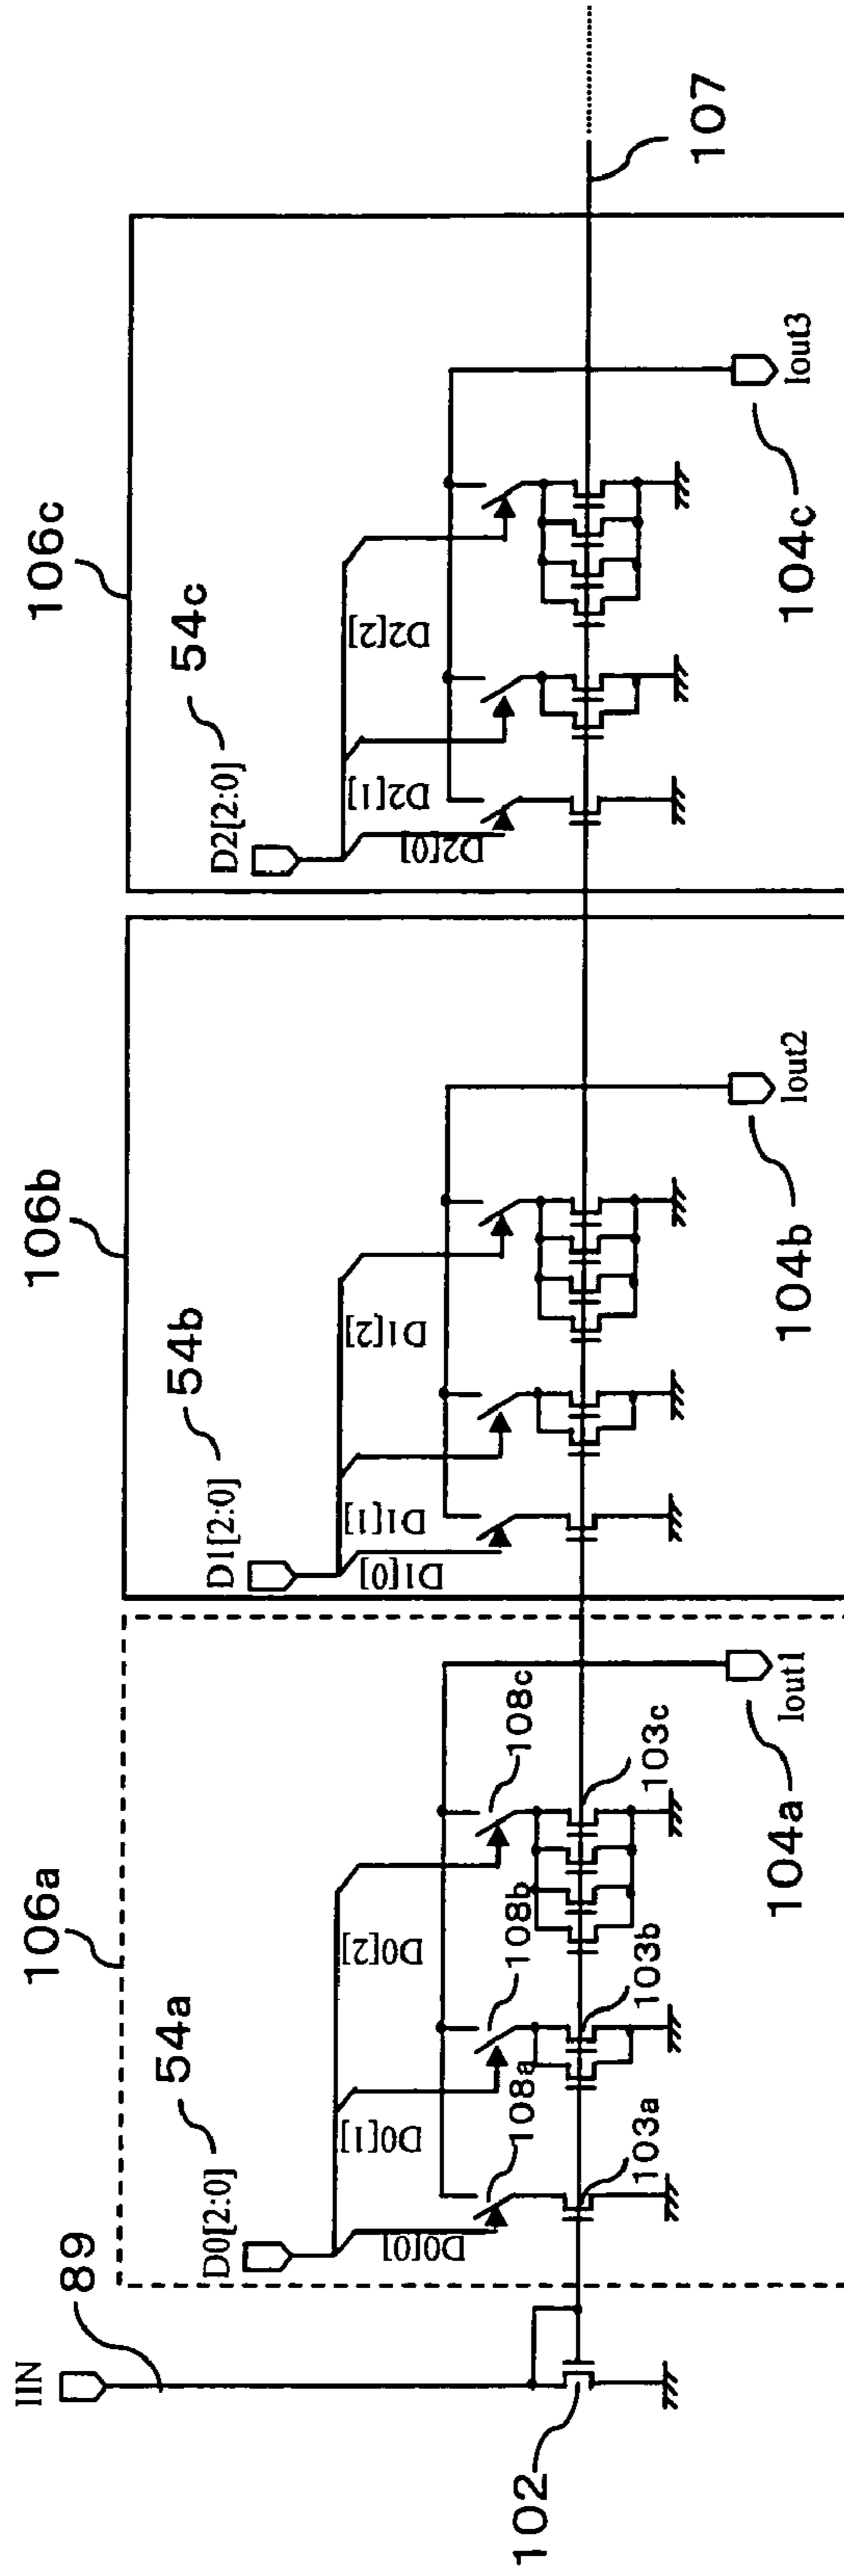 106a
106b
106c
IIN
89
D0[2:0]
54a
D1[2:0]
54b
D2[2:0]
54c
D0[0]
D0[1]
D0[2]
D1[0]
D1[1]
D1[2]
D2[0]
D2[1]
D2[2]
108a
108b
108c
102
103a
103b
103c
107
Iout1
Iout2
Iout3
104a
104b
104c